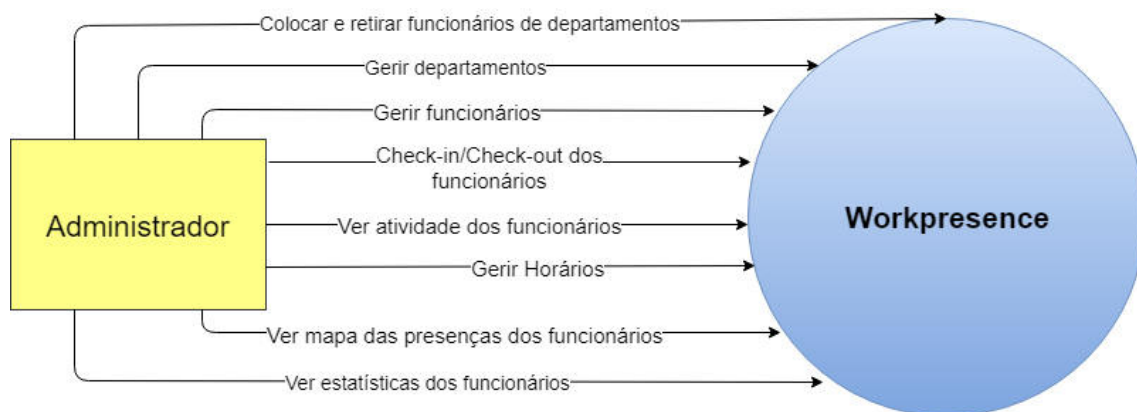 Colocar e retirar funcionários de departamentos
Gerir departamentos
Gerir funcionários
Check-in/Check-out dos
funcionários
Administrador
Workpresence
Ver atividade dos funcionários
Gerir Horários
Ver mapa das presenças dos funcionários
Ver estatísticas dos funcionários